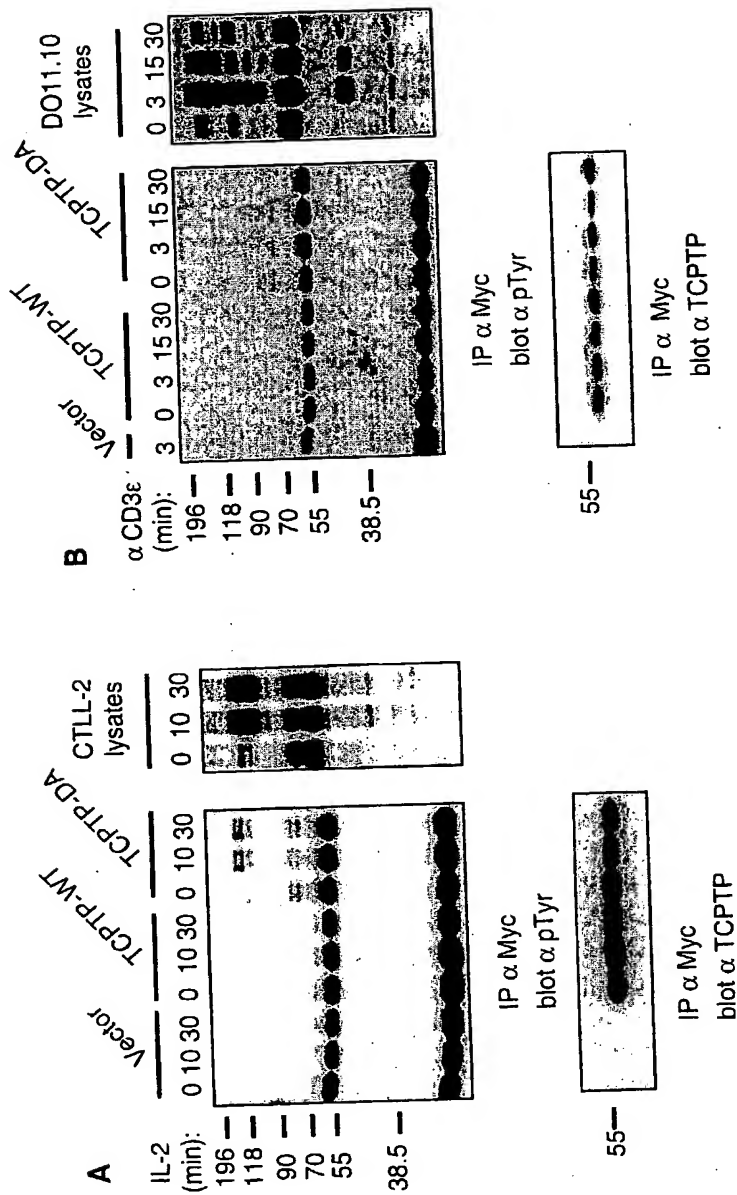 A
Vector TCPTP-WT TCPTP-DA CTLL-2 lysates
IL-2 (min): 0 10 30 0 10 30 0 10 30 0 10 30
196
118
90
70
55
38.5
IP α Myc
blot α pTyr
55
IP α Myc
blot α TCPTP
B
Vector TCPTP-WT TCPTP-DA DO11.10 lysates
α CD3ε (min): 3 0 3 15 30 0 3 15 30 0 3 15 30
196
118
90
70
55
38.5
IP α Myc
blot α pTyr
55
IP α Myc
blot α TCPTP